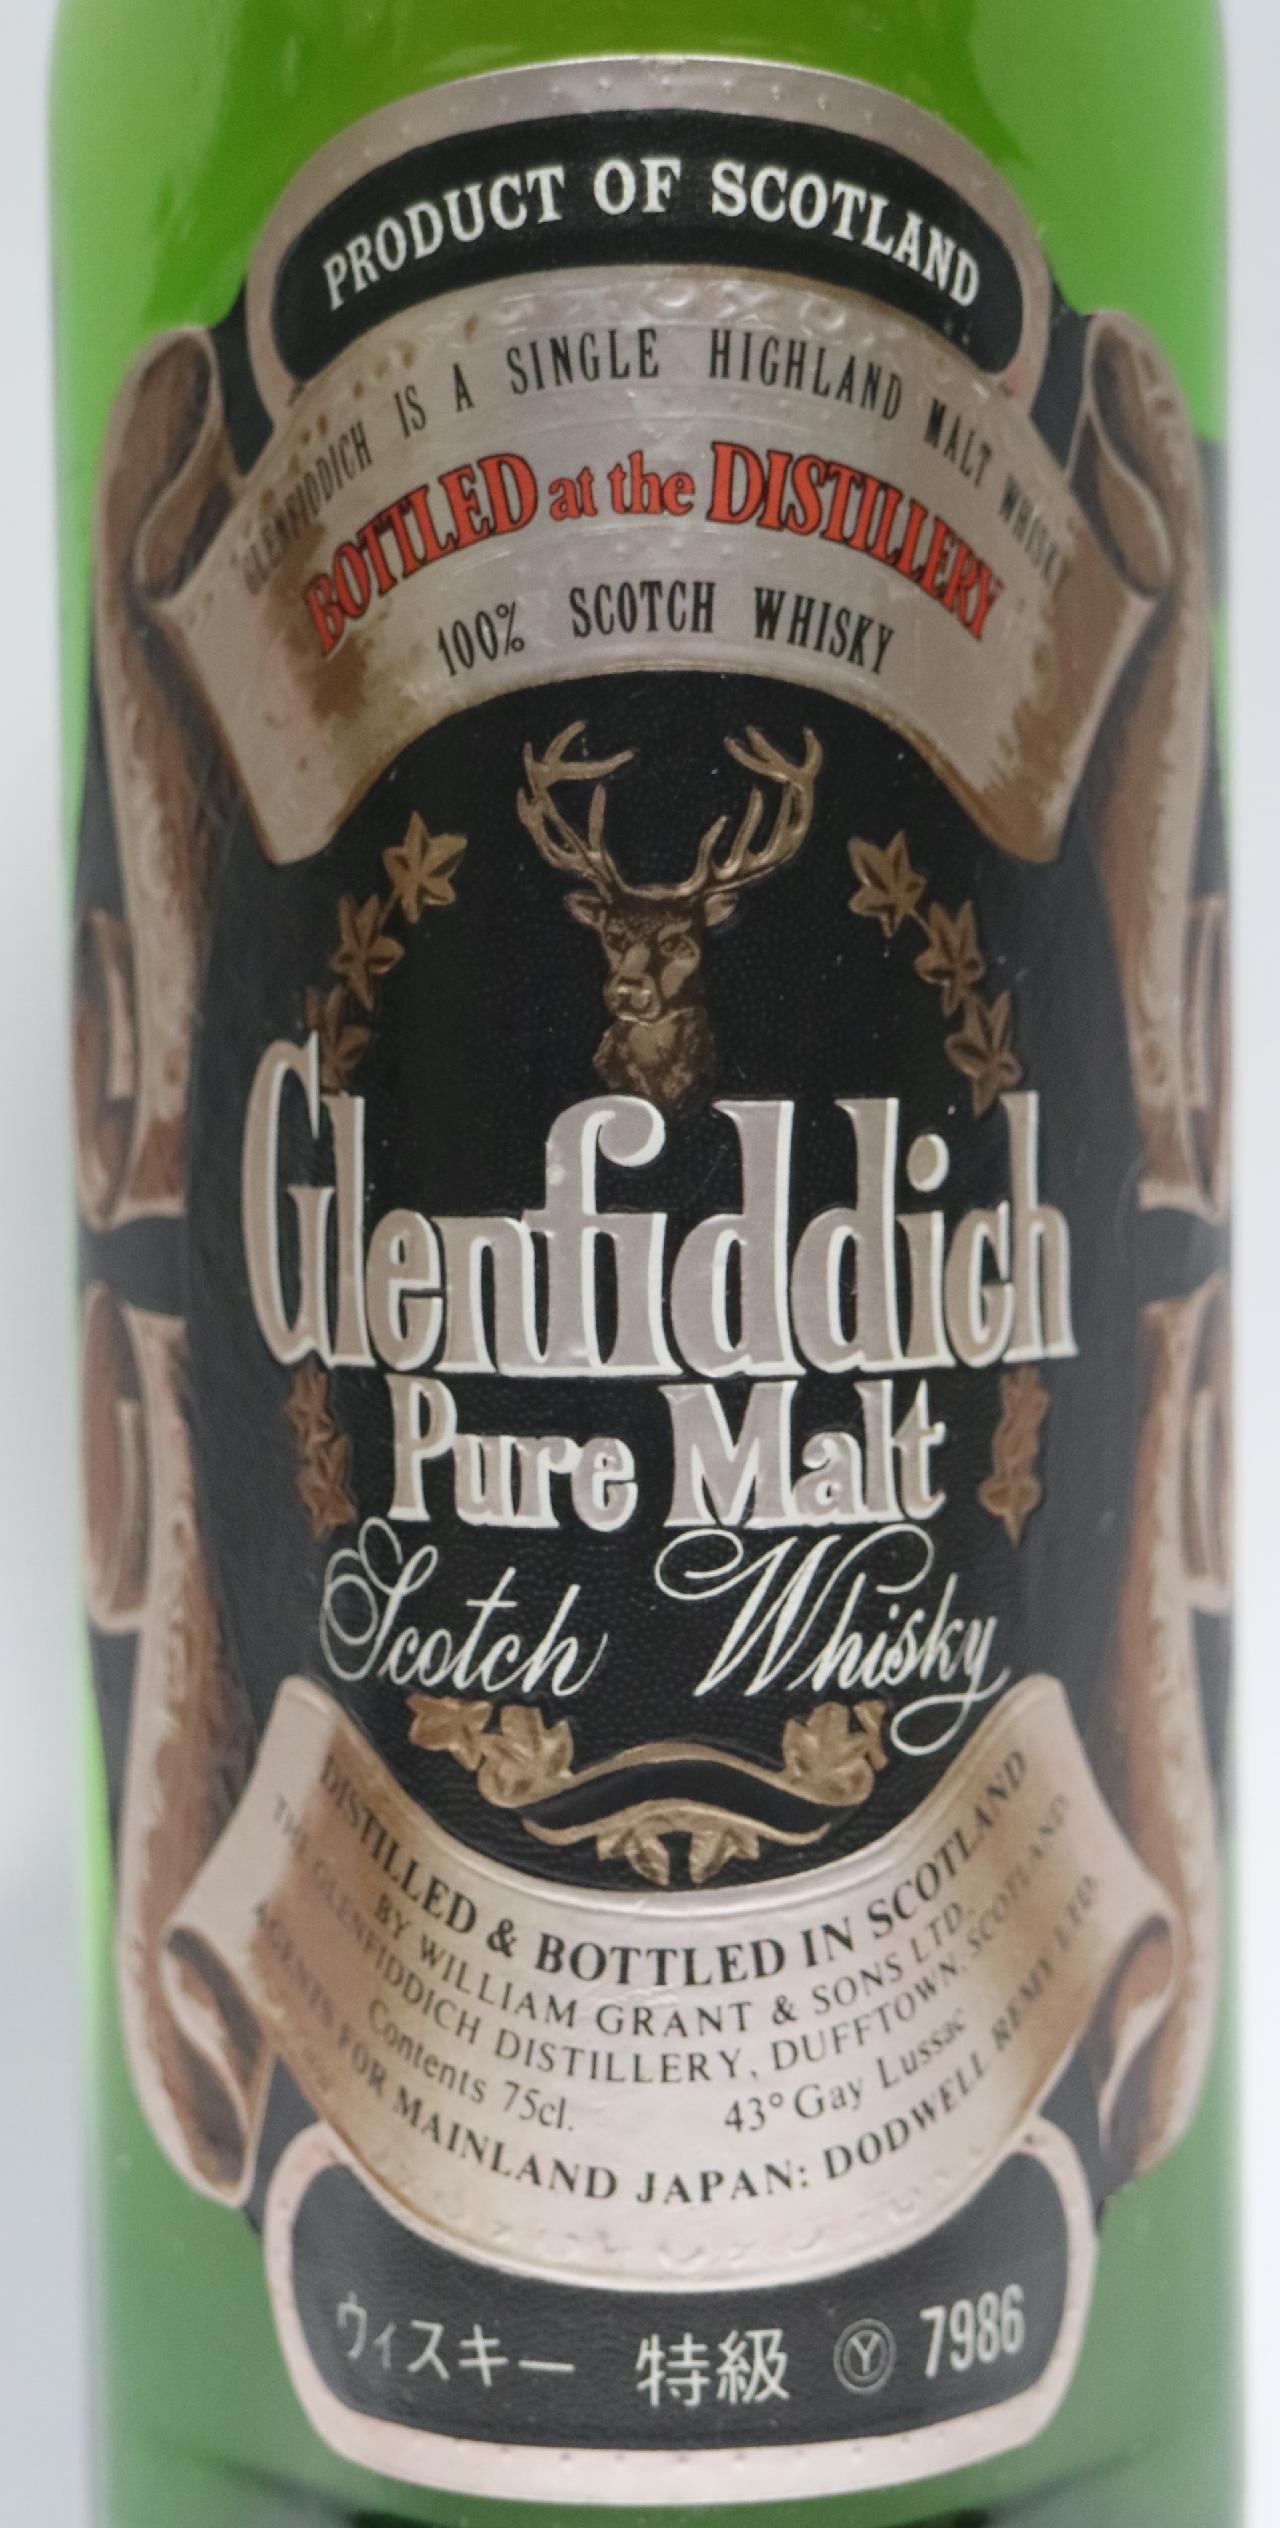 PRODUCT OF SCOTLAND
GLENFIDDICH IS A SINGLE HIGHLAND MALT WHISKY
BOTTLED at the DISTILLERY
100% SCOTCH WHISKY
Glenfiddich
Pure Malt
Scotch Whisky
DISTILLED & BOTTLED IN SCOTLAND
BY WILLIAM GRANT & SONS LTD.
THE GLENFIDDICH DISTILLERY, DUFFTOWN, SCOTLAND
Contents 75cl. 43° Gay Lussac
AGENTS FOR MAINLAND JAPAN: DODWELL REMY LTD.
ウィスキー 特級 Ⓨ 7986